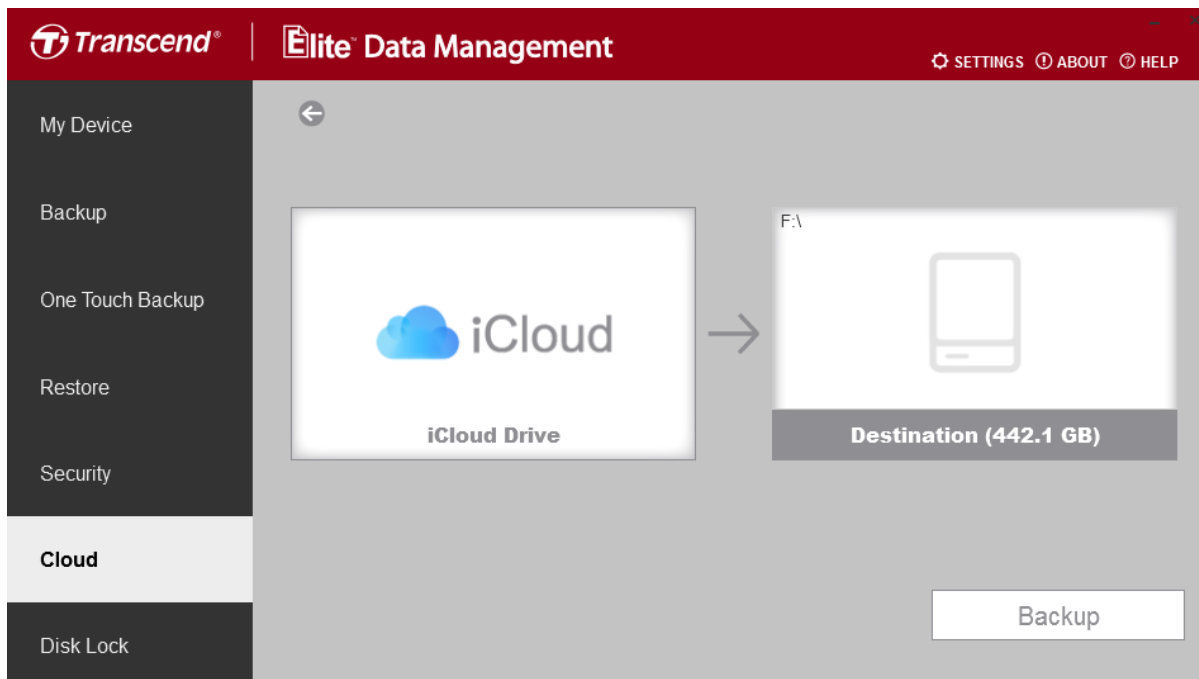 Transcend®
Elite™ Data Management
SETTINGS ABOUT HELP
My Device
Backup
One Touch Backup
Restore
Security
Cloud
Disk Lock
iCloud
iCloud Drive
F:\
Destination (442.1 GB)
Backup